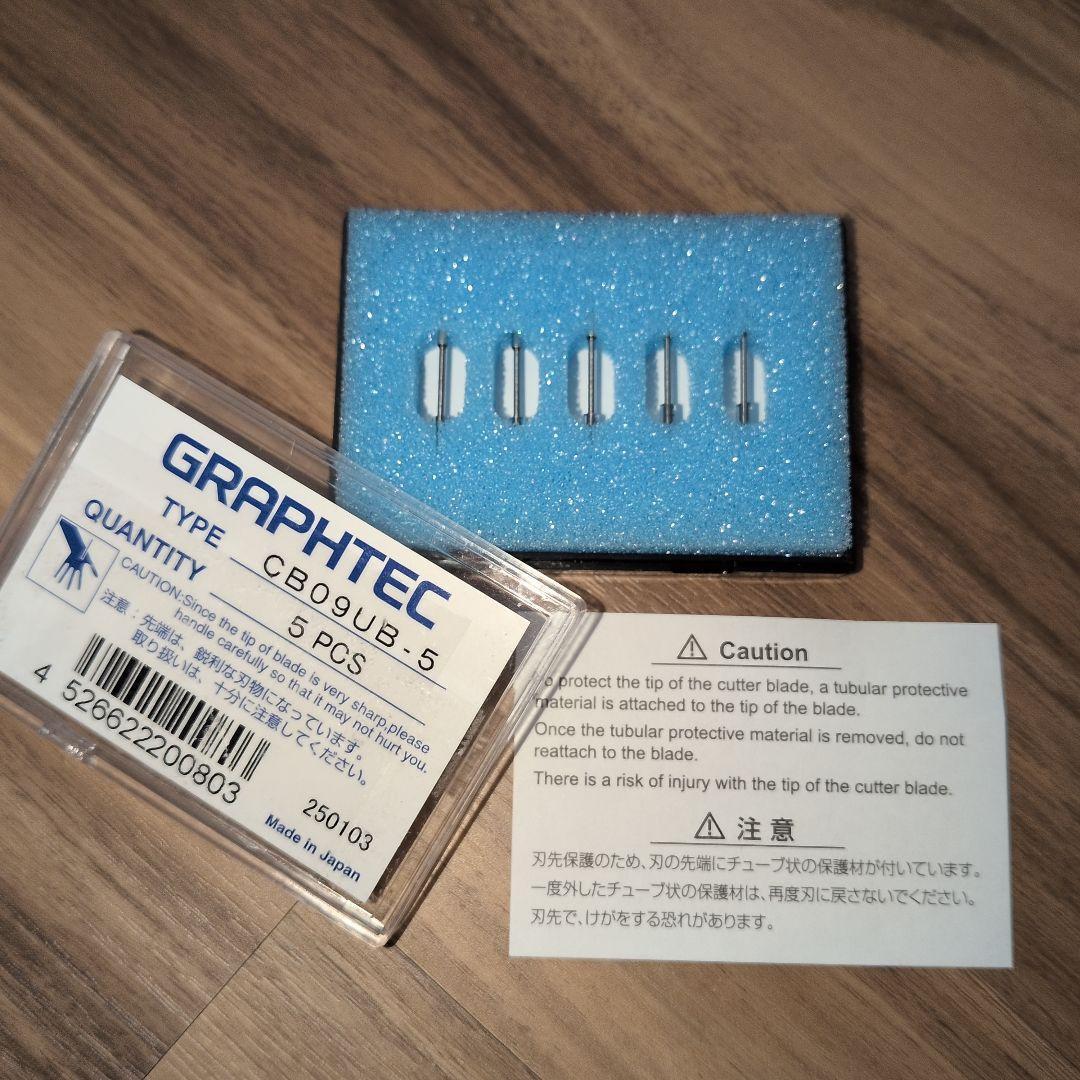 GRAPHTEC
TYPE CB09UB-5
QUANTITY 5 PCS
CAUTION:Since the tip of blade is very sharp,please
handle carefully so that it may not hurt you.
注意：先端は、鋭利な刃物になっています。
取り扱いは、十分に注意してください。
4 526622200803
250103
Made in Japan
Caution
o protect the tip of the cutter blade, a tubular protective
material is attached to the tip of the blade.
Once the tubular protective material is removed, do not
reattach to the blade.
There is a risk of injury with the tip of the cutter blade.
注意
刃先保護のため、刃の先端にチューブ状の保護材が付いています。
一度外したチューブ状の保護材は、再度刃に戻さないでください。
刃先で、けがをする恐れがあります。